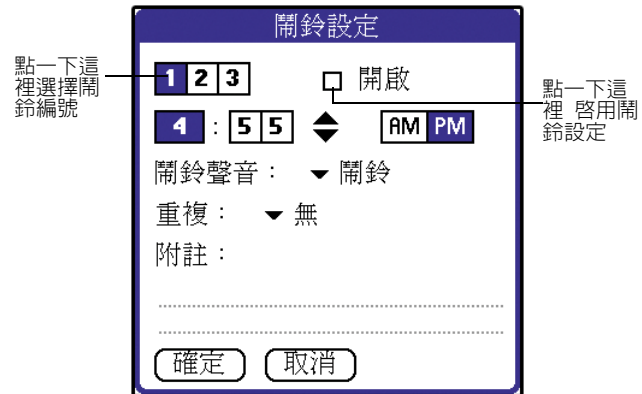 鬧鈴設定
點一下這
裡選擇鬧
鈴編號
1 2 3
開啟
點一下這
裡 啓用鬧
鈴設定
4 : 5 5
AM PM
鬧鈴聲音： 鬧鈴
重複： 無
附註：
確定 取消